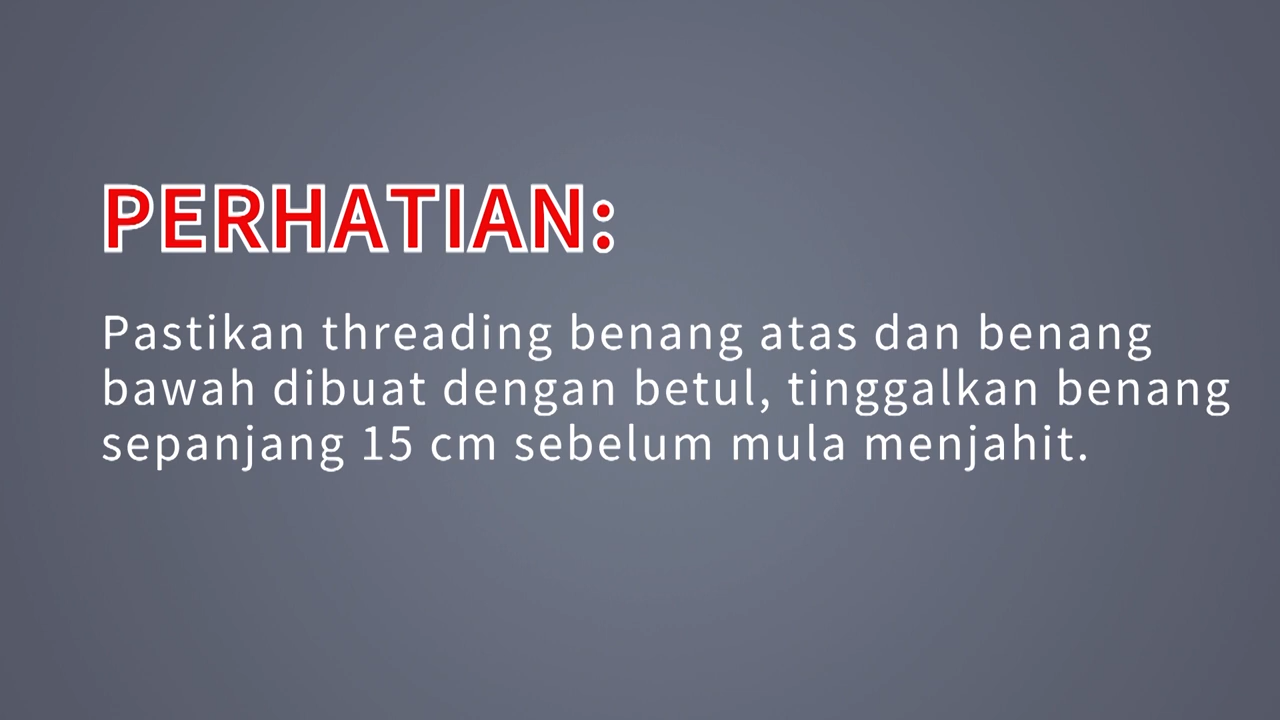 PERHATIAN:
Pastikan threading benang atas dan benang
bawah dibuat dengan betul, tinggalkan benang
sepanjang 15 cm sebelum mula menjahit.